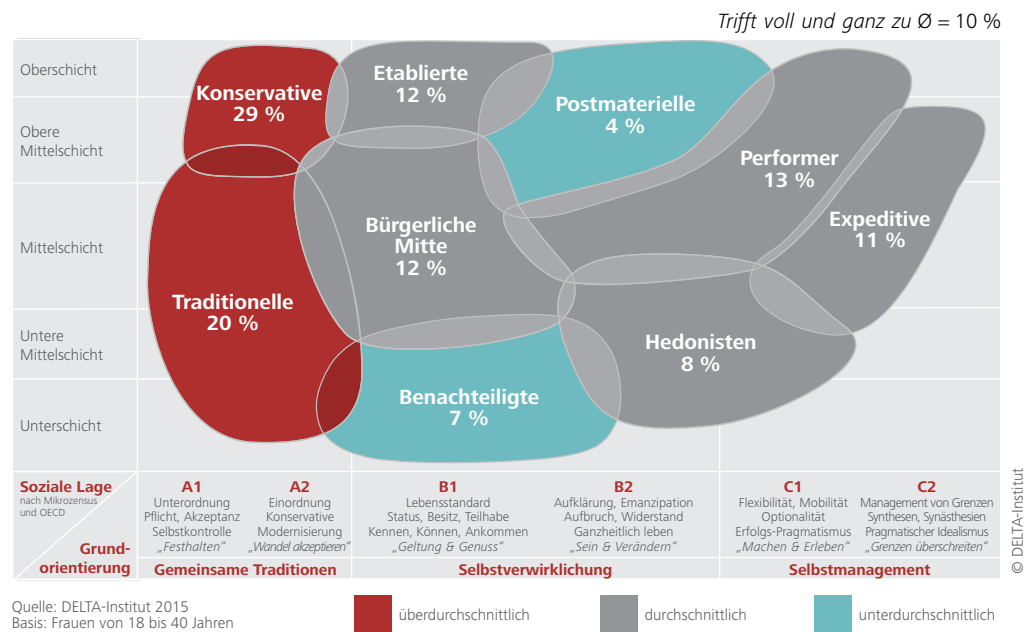 Trifft voll und ganz zu Ø = 10 %
Oberschicht
Obere
Mittelschicht
Mittelschicht
Untere
Mittelschicht
Unterschicht
Konservative
29 %
Etablierte
12 %
Postmaterielle
4 %
Performer
13 %
Expeditive
11 %
Bürgerliche
Mitte
12 %
Traditionelle
20 %
Hedonisten
8 %
Benachteiligte
7 %
Soziale Lage
nach Mikrozensus
und OECD
Grund-
orientierung
A1
Unterordnung
Pflicht, Akzeptanz
Selbstkontrolle
„Festhalten“
A2
Einordnung
Konservative
Modernisierung
„Wandel akzeptieren“
B1
Lebensstandard
Status, Besitz, Teilhabe
Kennen, Können, Ankommen
„Geltung & Genuss“
B2
Aufklärung, Emanzipation
Aufbruch, Widerstand
Ganzheitlich leben
„Sein & Verändern“
C1
Flexibilität, Mobilität
Optionalität
Erfolgs-Pragmatismus
„Machen & Erleben“
C2
Management von Grenzen
Synthesen, Synästhesien
Pragmatischer Idealismus
„Grenzen überschreiten“
Gemeinsame Traditionen
Selbstverwirklichung
Selbstmanagement
© DELTA-Institut
Quelle: DELTA-Institut 2015
Basis: Frauen von 18 bis 40 Jahren
überdurchschnittlich
durchschnittlich
unterdurchschnittlich